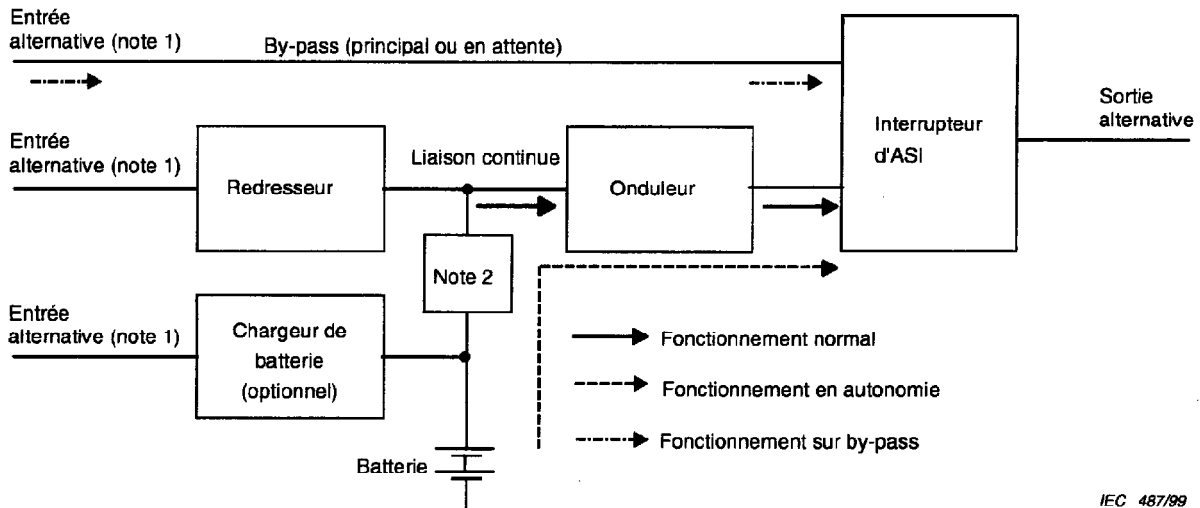 Entrée
alternative (note 1)
By-pass (principal ou en attente)
Interrupteur
d'ASI
Sortie
alternative
Entrée
alternative (note 1)
Redresseur
Liaison continue
Onduleur
Note 2
Entrée
alternative (note 1)
Chargeur de
batterie
(optionnel)
Batterie
Fonctionnement normal
Fonctionnement en autonomie
Fonctionnement sur by-pass
IEC 487/99